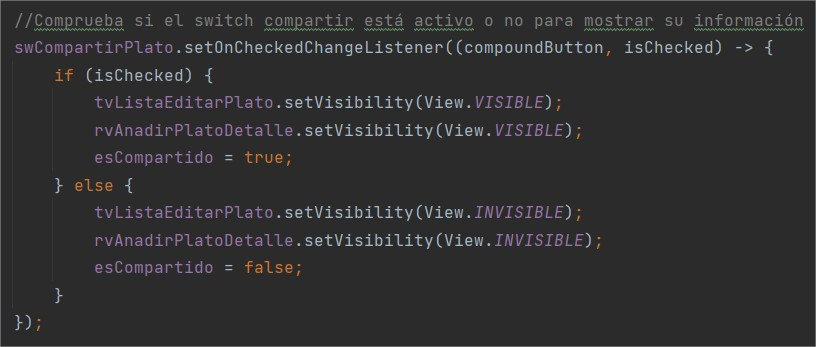 //Comprueba si el switch compartir está activo o no para mostrar su información
swCompartirPlato.setOnCheckedChangeListener((compoundButton, isChecked) -> {
    if (isChecked) {
        tvListaEditarPlato.setVisibility(View.VISIBLE);
        rvAnadirPlatoDetalle.setVisibility(View.VISIBLE);
        esCompartido = true;
    } else {
        tvListaEditarPlato.setVisibility(View.INVISIBLE);
        rvAnadirPlatoDetalle.setVisibility(View.INVISIBLE);
        esCompartido = false;
    }
});